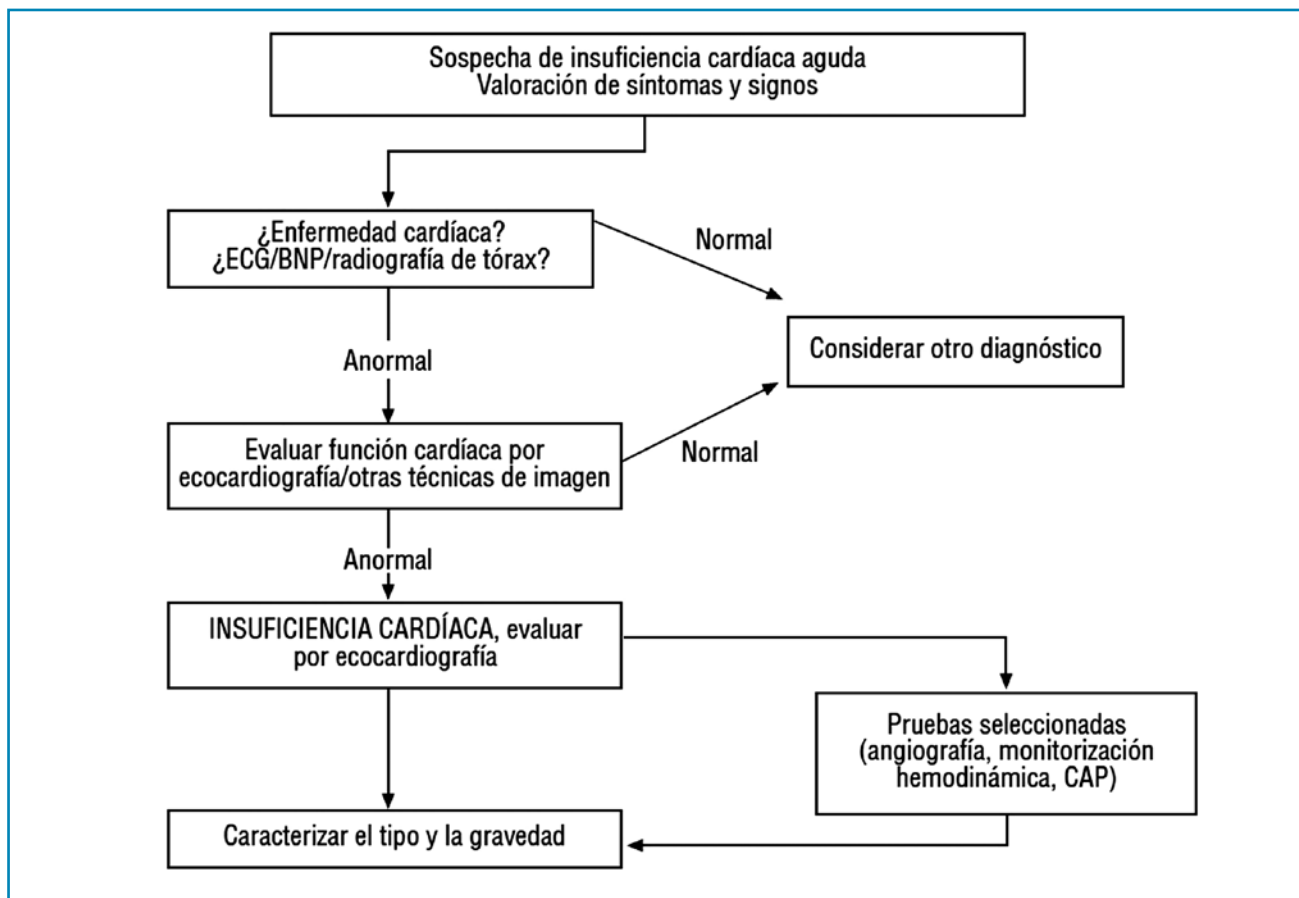 Sospecha de insuficiencia cardíaca aguda
Valoración de síntomas y signos
¿Enfermedad cardíaca?
¿ECG/BNP/radiografía de tórax?
Normal
Considerar otro diagnóstico
Anormal
Evaluar función cardíaca por
ecocardiografía/otras técnicas de imagen
Normal
Anormal
INSUFICIENCIA CARDÍACA, evaluar
por ecocardiografía
Pruebas seleccionadas
(angiografía, monitorización
hemodinámica, CAP)
Caracterizar el tipo y la gravedad